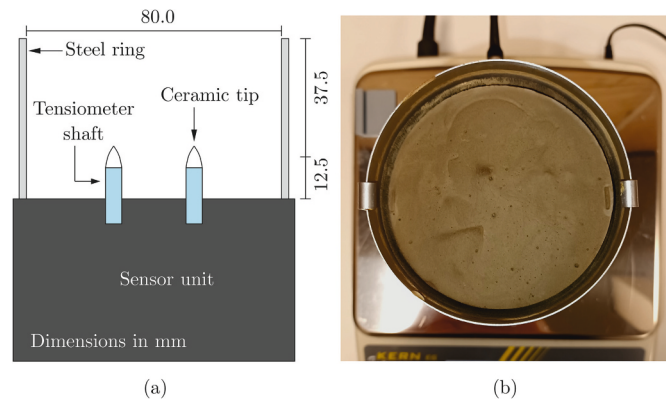 80.0
Steel ring
37.5
Tensiometer
shaft
Ceramic tip
12.5
Sensor unit
Dimensions in mm
KERN
(a)
(b)